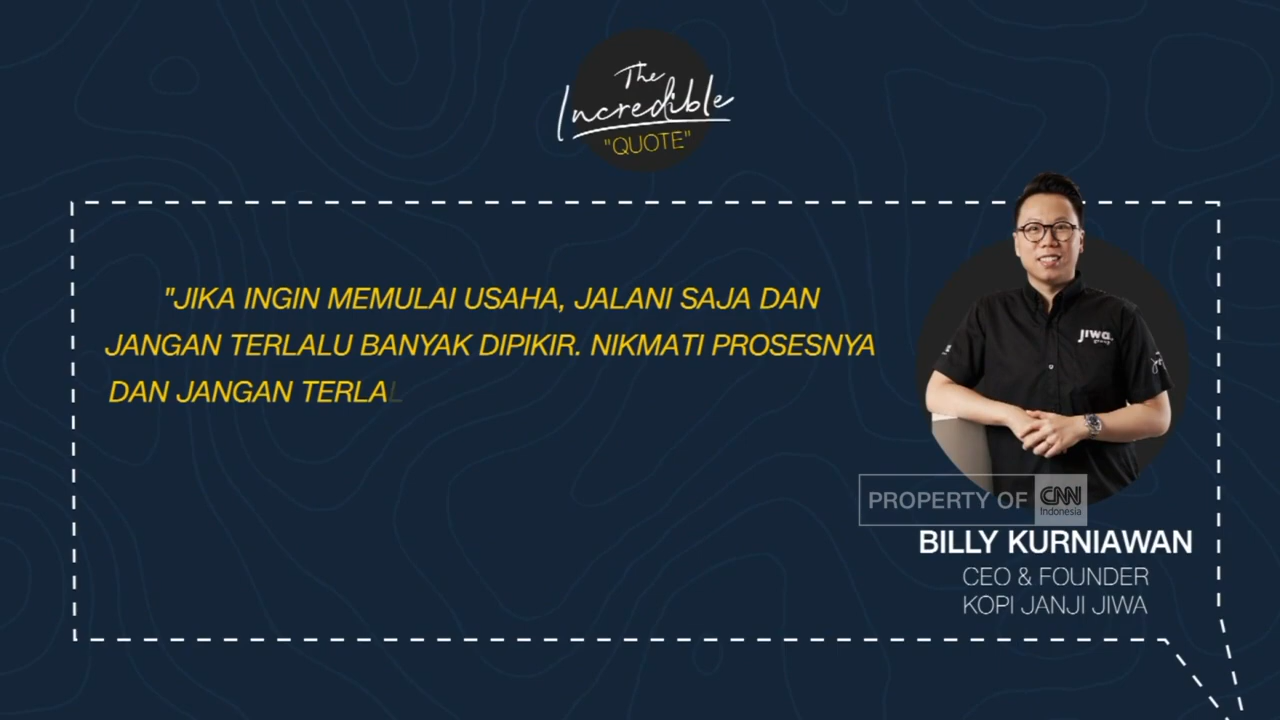 The
Incredible
"QUOTE"
"JIKA INGIN MEMULAI USAHA, JALANI SAJA DAN
JANGAN TERLALU BANYAK DIPIKIR. NIKMATI PROSESNYA
DAN JANGAN TERLAL
Jiwa
PROPERTY OF CNN
Indonesia
BILLY KURNIAWAN
CEO & FOUNDER
KOPI JANJI JIWA